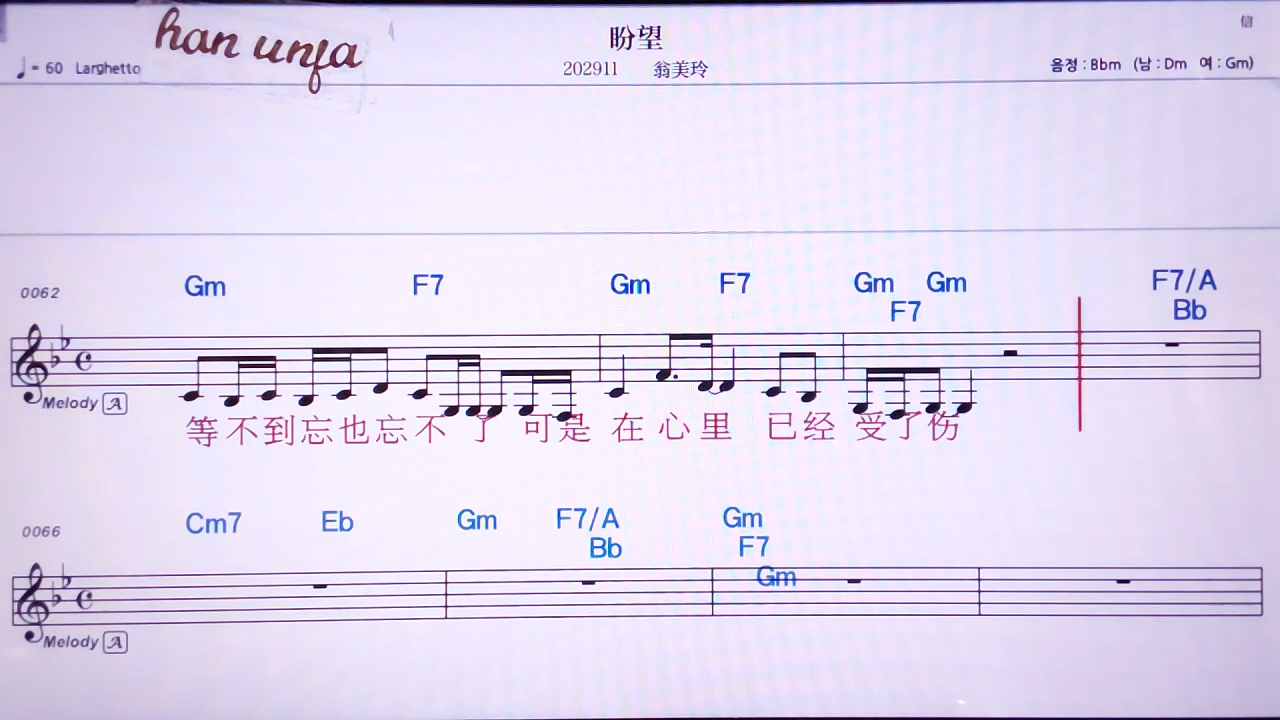 han unja
盼望
信
♩= 60 Larghetto
202911 翁美玲
음정 : Bbm (남 : Dm 여 : Gm)
Gm F7 Gm F7 Gm Gm F7/A
F7 Bb
0062
Melody A
等不到忘也忘不了 可是 在心里 已经 受了伤
Cm7 Eb Gm F7/A Gm
Bb F7
Gm
0066
Melody A